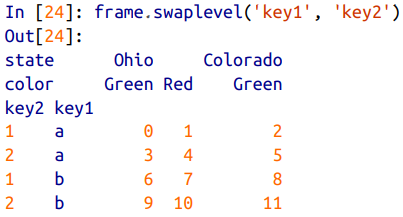 In [24]: frame.swaplevel('key1', 'key2')
Out[24]:
state Ohio Colorado
color Green Red Green
key2 key1
1 a 0 1 2
2 a 3 4 5
1 b 6 7 8
2 b 9 10 11